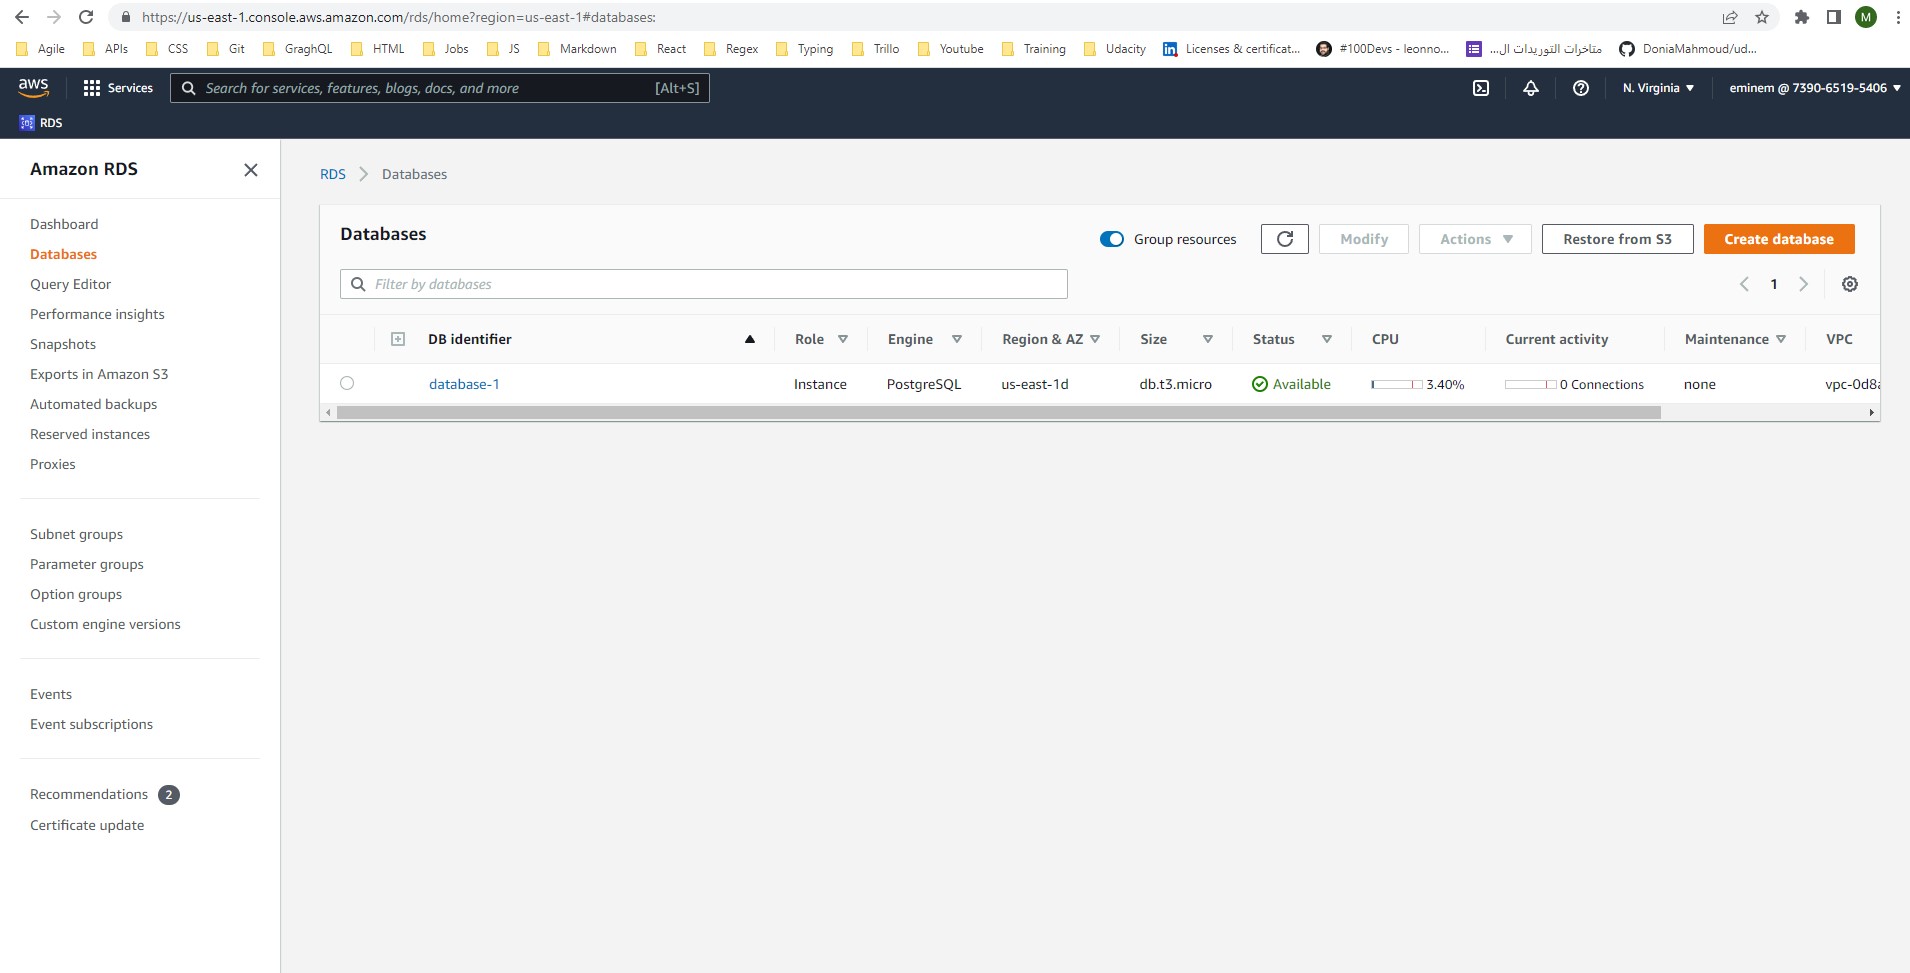 https://us-east-1.console.aws.amazon.com/rds/home?region=us-east-1#databases:
M
Agile APIs CSS Git GraghQL HTML Jobs JS Markdown React Regex Typing Trillo Youtube Training Udacity Licenses & certificat... #100Devs - leonno... متاخرات التوريدات ال... DoniaMahmoud/ud...
aws Services Search for services, features, blogs, docs, and more [Alt+S] N. Virginia eminem @ 7390-6519-5406
RDS
Amazon RDS
Dashboard
Databases
Query Editor
Performance insights
Snapshots
Exports in Amazon S3
Automated backups
Reserved instances
Proxies
Subnet groups
Parameter groups
Option groups
Custom engine versions
Events
Event subscriptions
Recommendations 2
Certificate update
RDS Databases
Databases Group resources Modify Actions Restore from S3 Create database
Filter by databases 1
DB identifier Role Engine Region & AZ Size Status CPU Current activity Maintenance VPC
database-1 Instance PostgreSQL us-east-1d db.t3.micro Available 3.40% 0 Connections none vpc-0d8